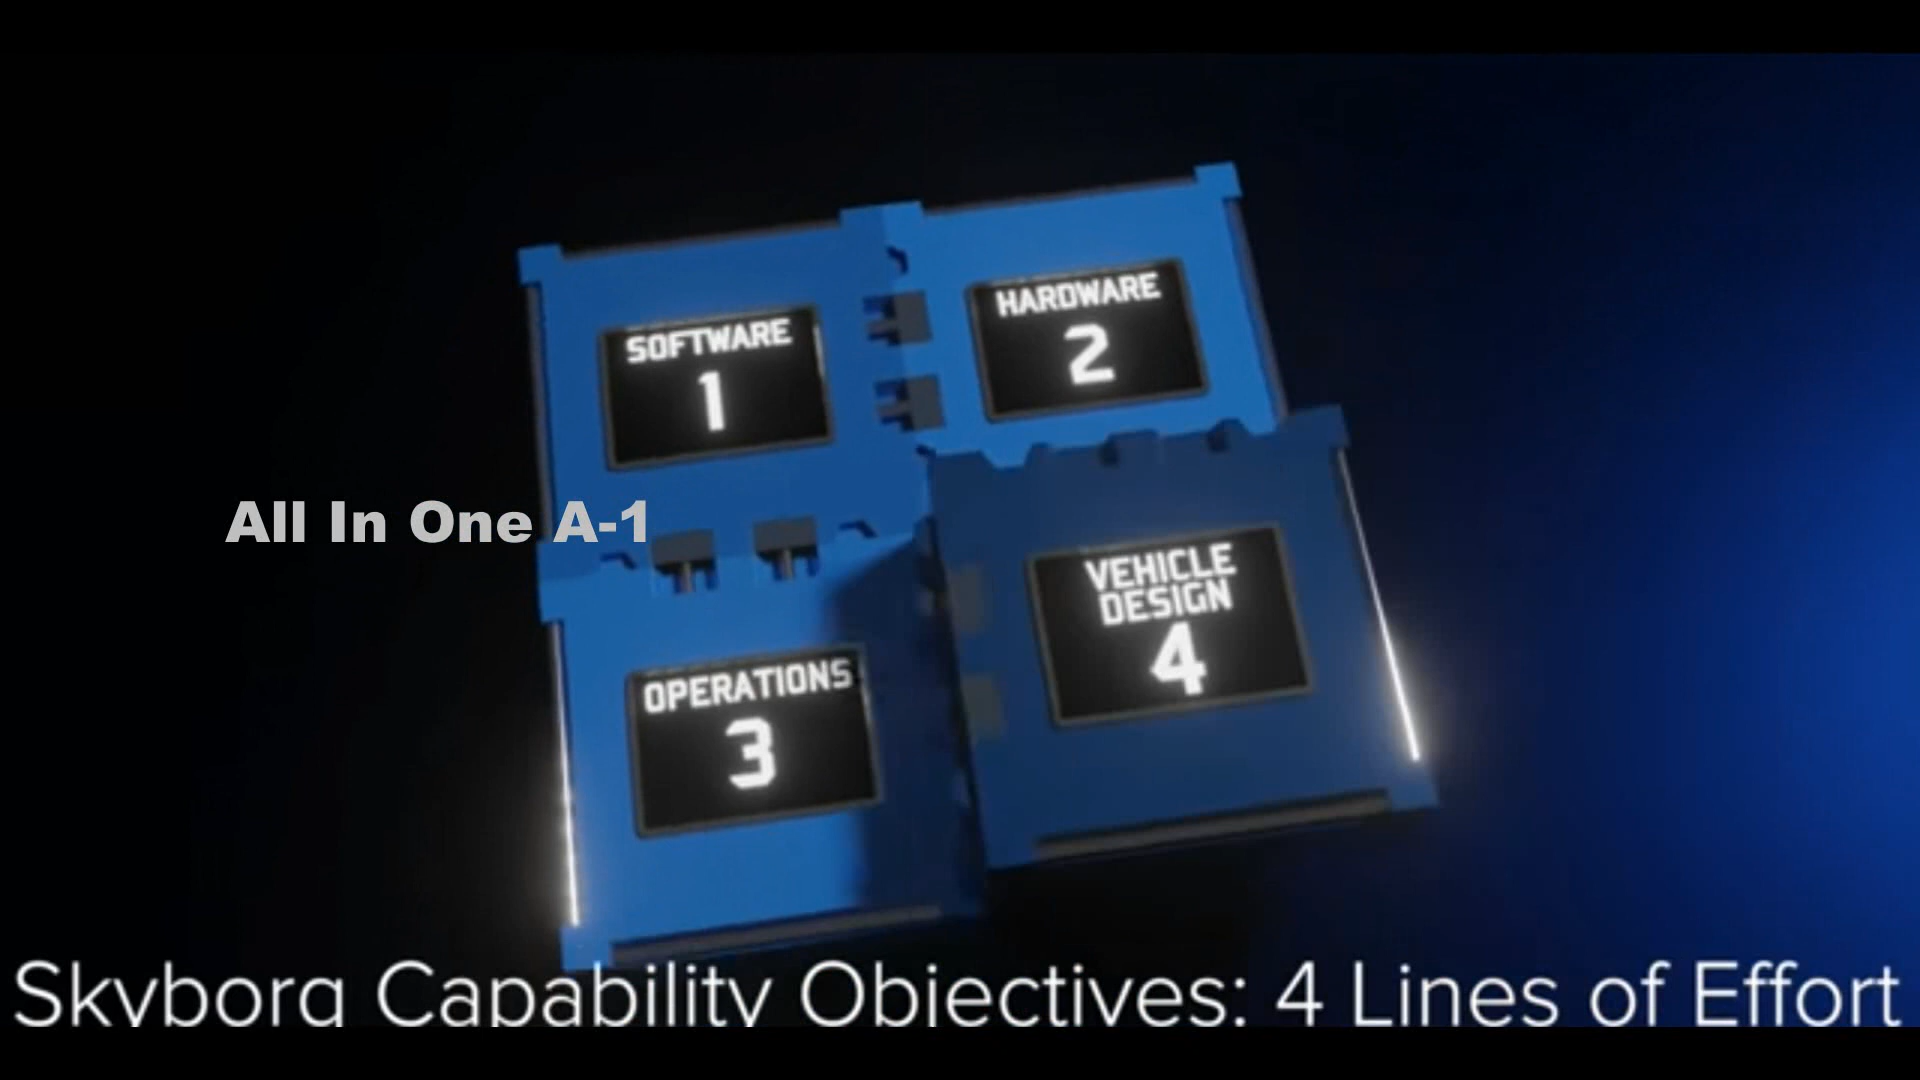 SOFTWARE
1
HARDWARE
2
All In One A-1
OPERATIONS
3
VEHICLE
DESIGN
4
Skyborg Capability Objectives: 4 Lines of Effort